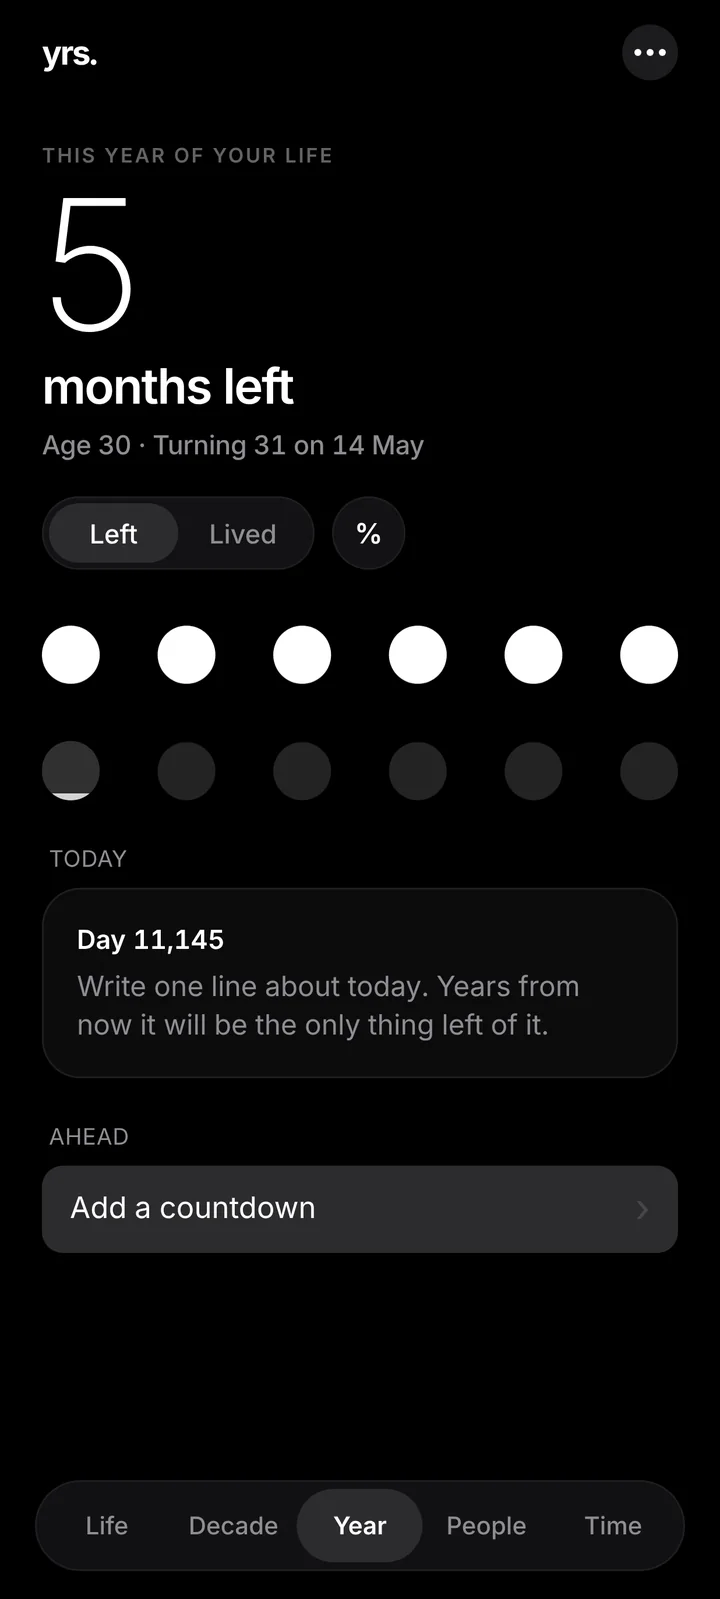 yrs.
THIS YEAR OF YOUR LIFE
5
months left
Age 30 · Turning 31 on 14 May
Left Lived %
TODAY
Day 11,145
Write one line about today. Years from
now it will be the only thing left of it.
AHEAD
Add a countdown
Life Decade Year People Time